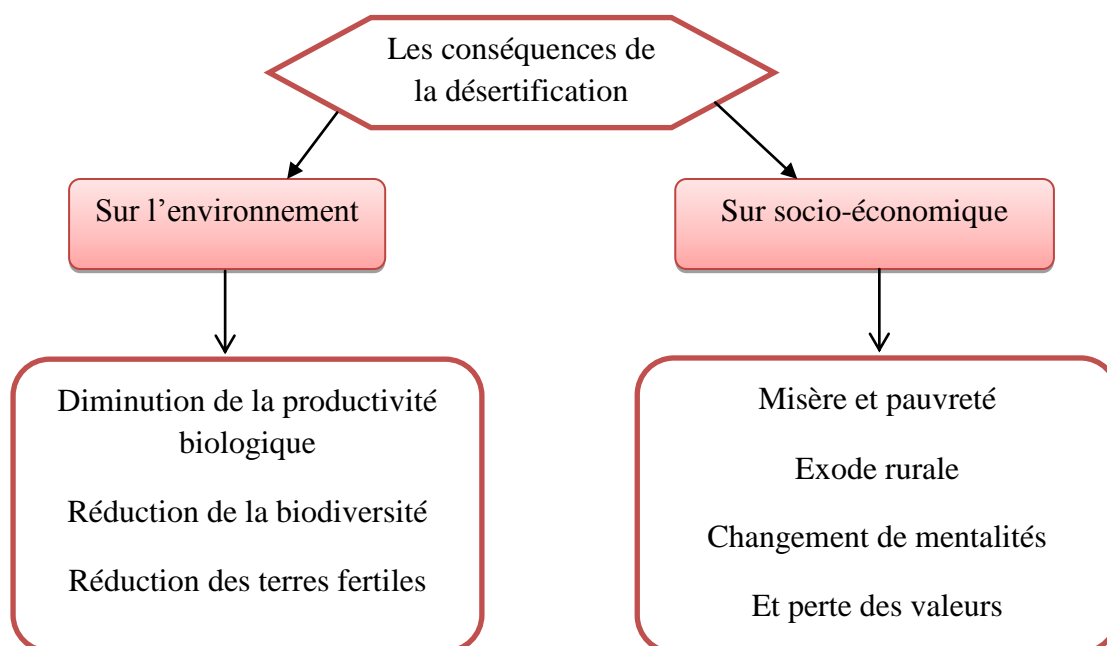 Les conséquences de
la désertification
Sur l’environnement
Sur socio-économique
Diminution de la productivité
biologique
Réduction de la biodiversité
Réduction des terres fertiles
Misère et pauvreté
Exode rurale
Changement de mentalités
Et perte des valeurs